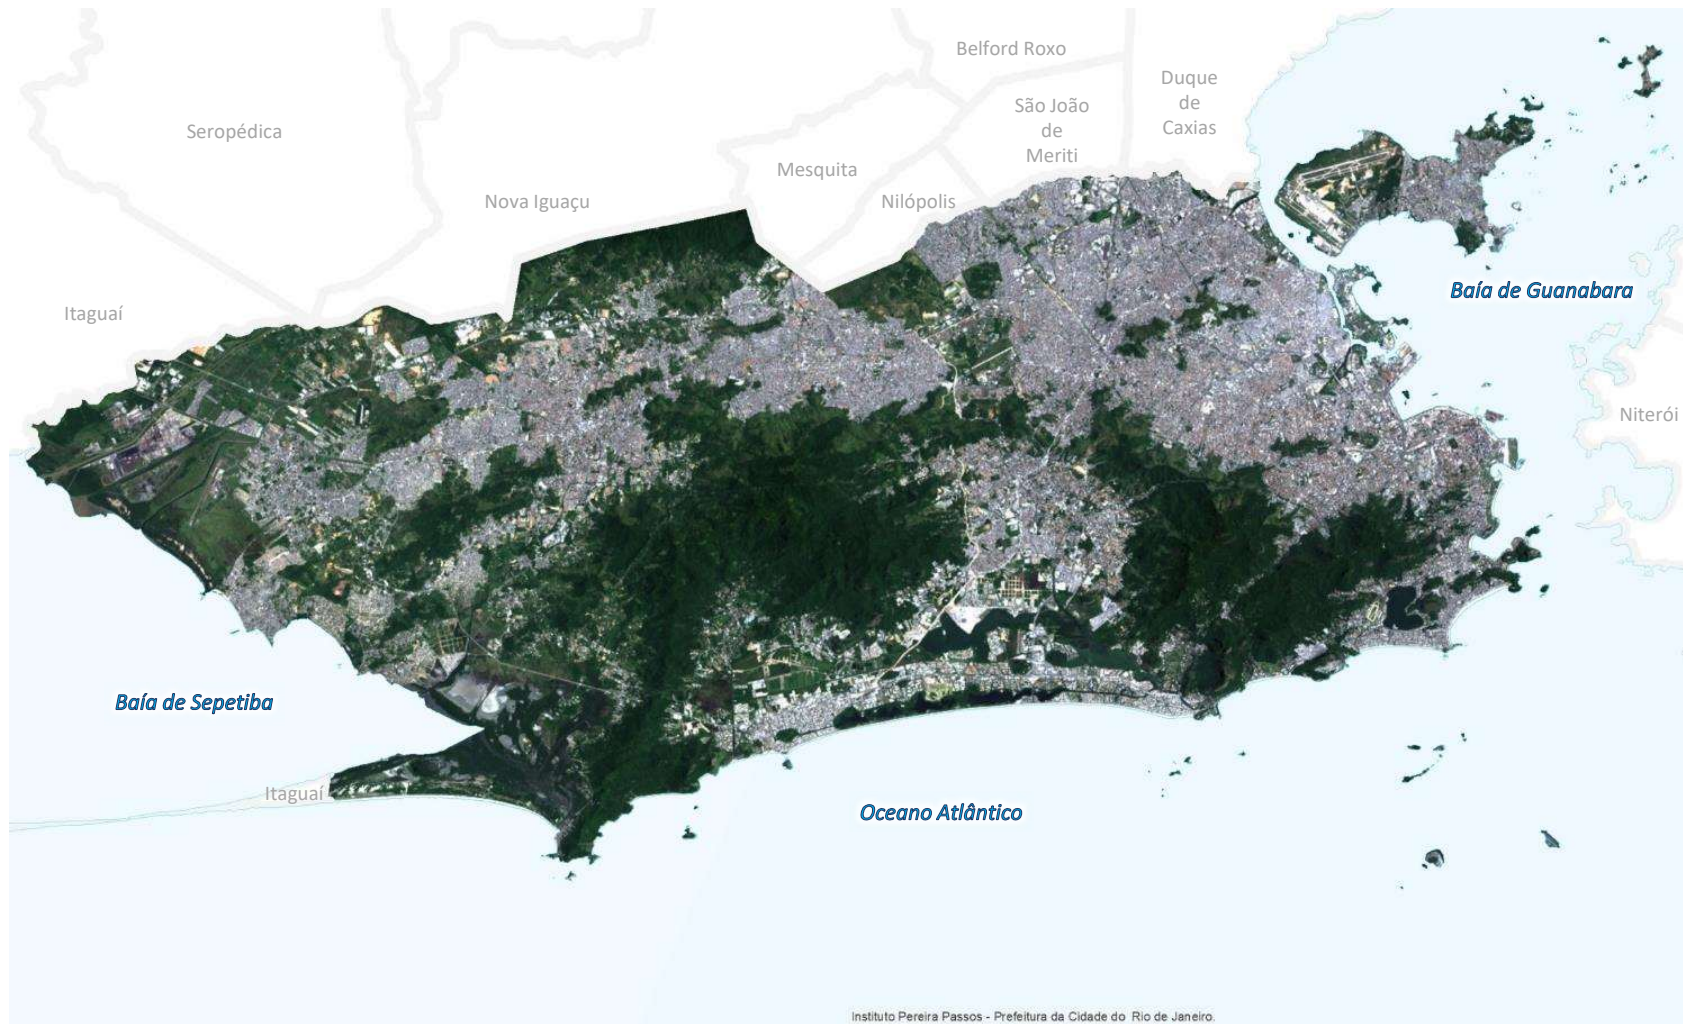 Belford Roxo
Duque
de
Caxias
São João
de
Meriti
Seropédica
Mesquita
Nova Iguaçu
Nilópolis
Baía de Guanabara
Itaguaí
Niterói
Baía de Sepetiba
Itaguaí
Oceano Atlântico
Instituto Pereira Passos - Prefeitura da Cidade do Rio de Janeiro.